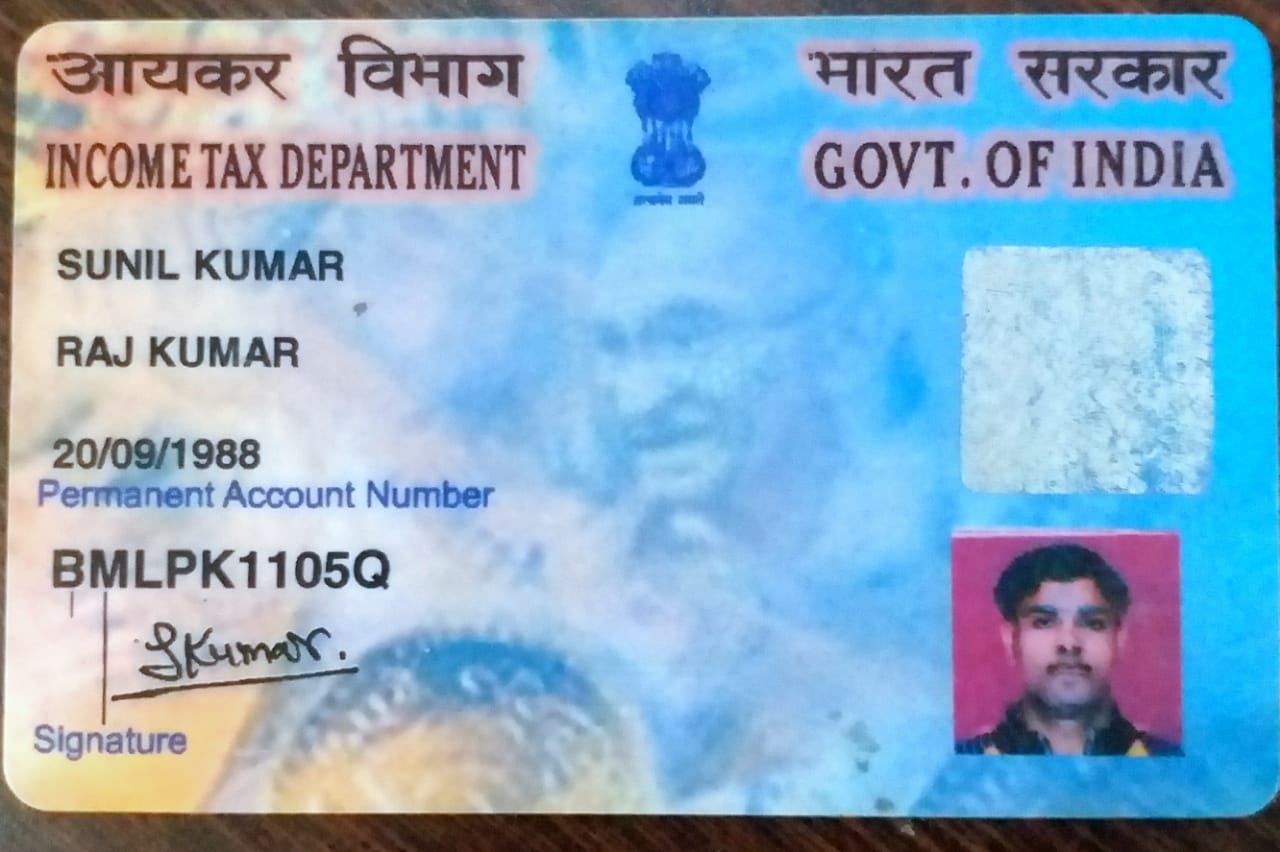 आयकर विभाग
INCOME TAX DEPARTMENT
भारत सरकार
GOVT. OF INDIA
सत्यमेव जयते
SUNIL KUMAR
RAJ KUMAR
20/09/1988
Permanent Account Number
BMLPK1105Q
SKumar.
Signature